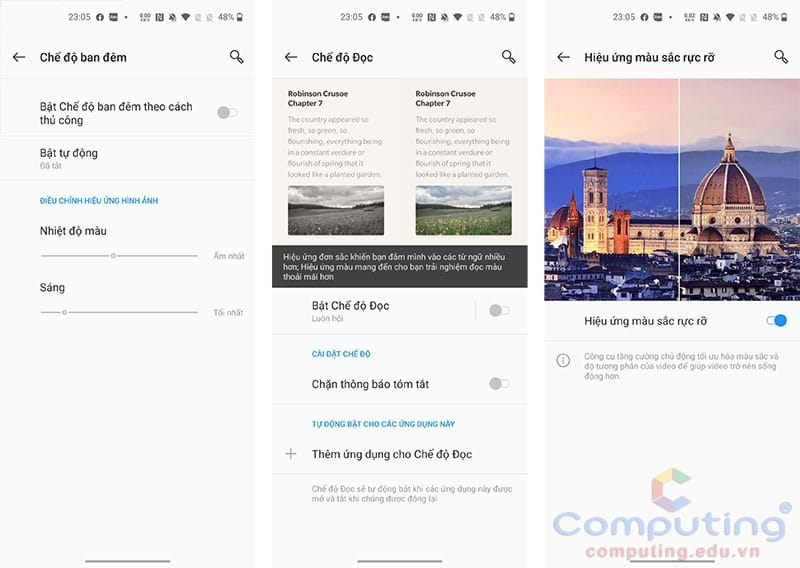 23:05
0.00
KB/S
48%
Chế độ ban đêm
Bật Chế độ ban đêm theo cách
thủ công
Bật tự động
Đã tắt
ĐIỀU CHỈNH HIỆU ỨNG HÌNH ẢNH
Nhiệt độ màu
Ấm nhất
Sáng
Tối nhất
23:05
0.00
KB/S
48%
Chế độ Đọc
Robinson Crusoe
Chapter 7
The country appeared so
fresh, so green, so
flourishing, everything being
in a constant verdure or
flourish of spring that it
looked like a planted garden.
Robinson Crusoe
Chapter 7
The country appeared so
fresh, so green, so
flourishing, everything being
in a constant verdure or
flourish of spring that it
looked like a planted garden.
Hiệu ứng đơn sắc khiến bạn đắm mình vào các từ ngữ nhiều
hơn; Hiệu ứng màu mang đến cho bạn trải nghiệm đọc màu
thoải mái hơn
Bật Chế độ Đọc
Luôn hỏi
CÀI ĐẶT CHẾ ĐỘ
Chặn thông báo tóm tắt
TỰ ĐỘNG BẬT CHO CÁC ỨNG DỤNG NÀY
Thêm ứng dụng cho Chế độ Đọc
Chế độ Đọc sẽ tự động bật khi các ứng dụng này được
mở và tắt khi chúng được đóng lại
23:05
0.02
KB/S
48%
Hiệu ứng màu sắc rực rỡ
Hiệu ứng màu sắc rực rỡ
Công cụ tăng cường chủ động tối ưu hóa màu sắc và
độ tương phản của video để giúp video trở nên sống
động hơn.
Computing®
computing.edu.vn